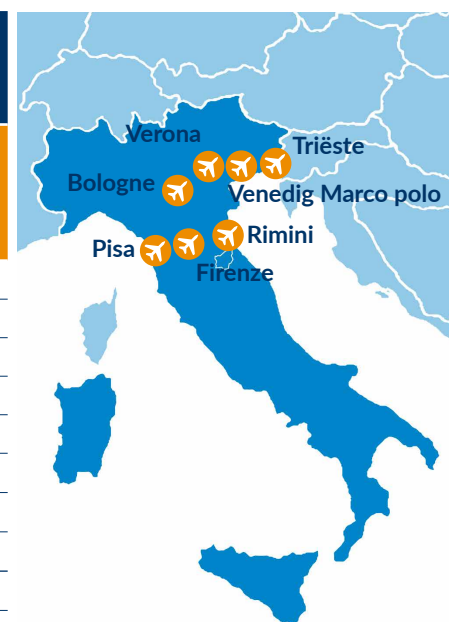 Verona
Triëste
Bologne
Venedig Marco polo
Pisa
Rimini
Firenze